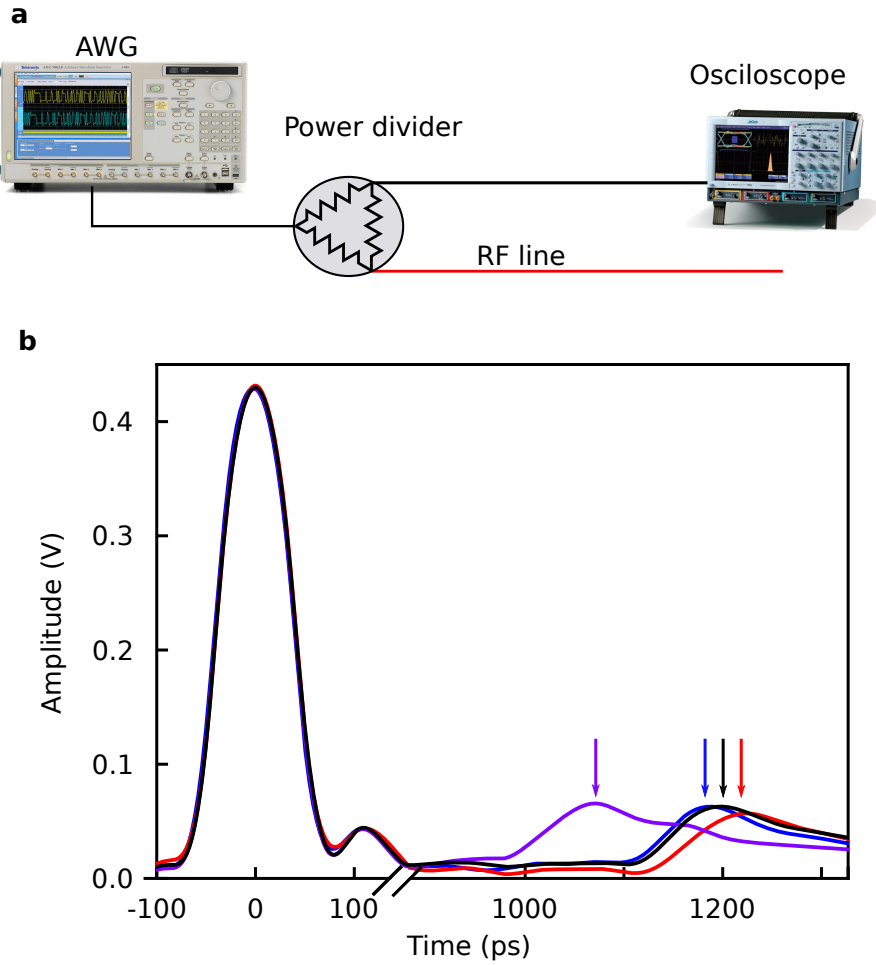 a
AWG
Osciloscope
Power divider
RF line
b
Amplitude (V)
0.4
0.3
0.2
0.1
0.0
-100
0
100
1000
1200
Time (ps)